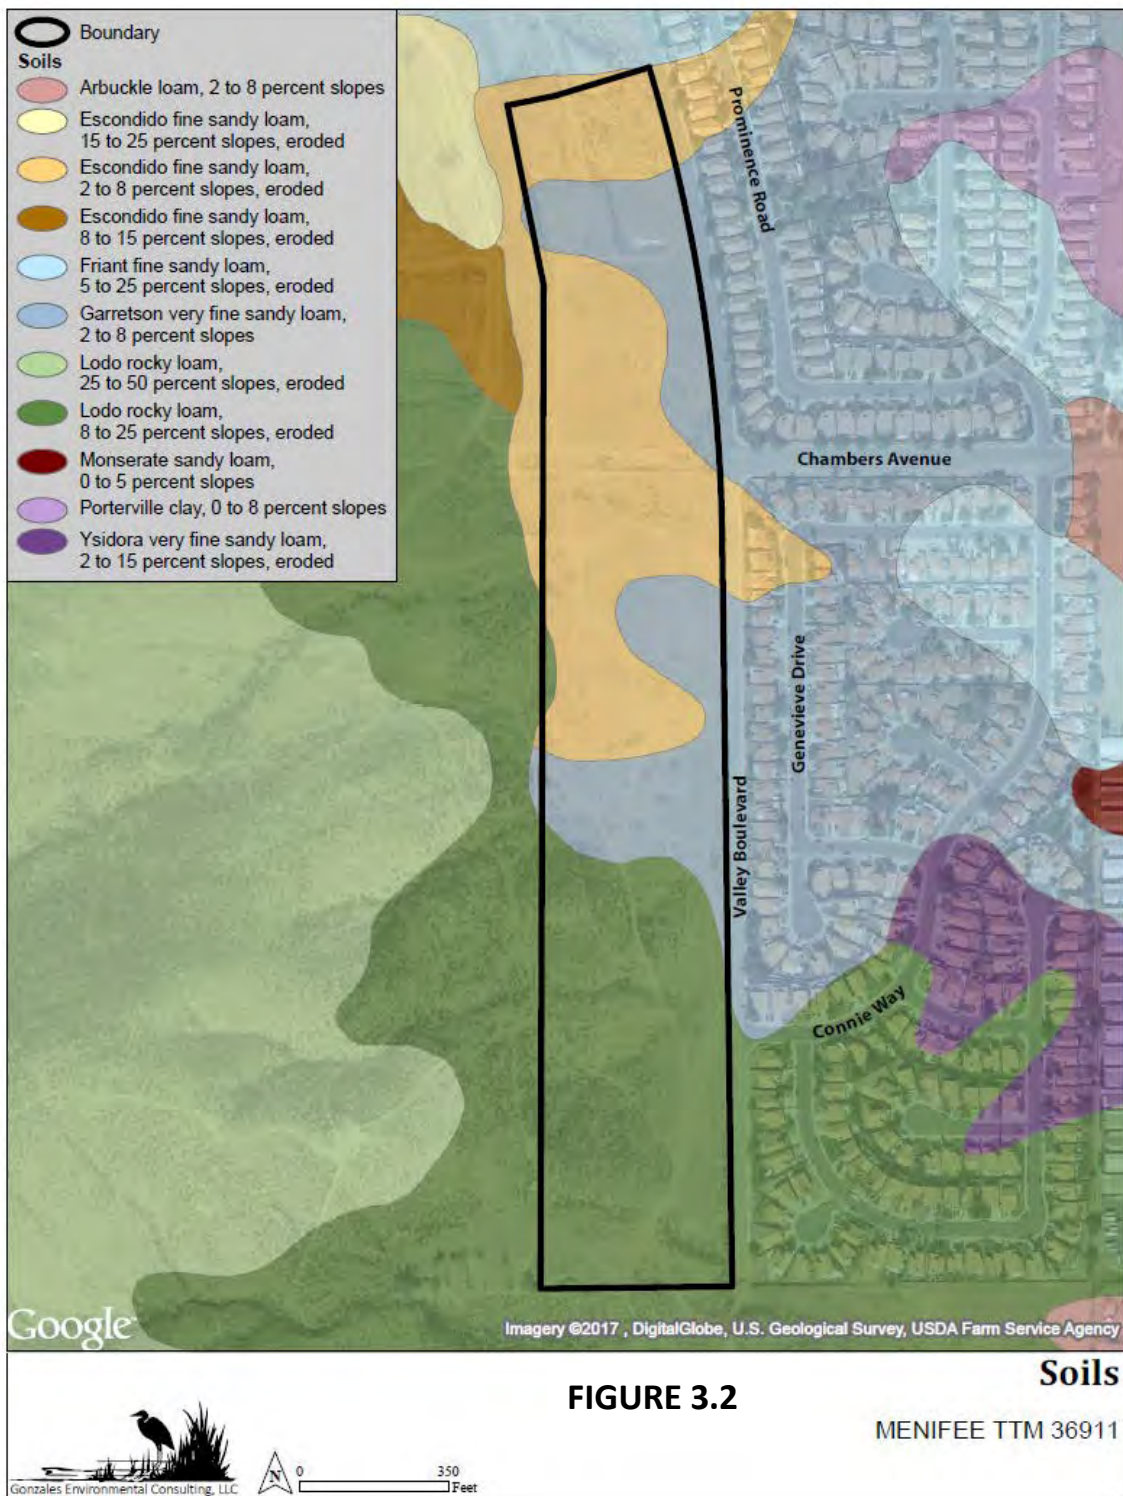 Boundary
Soils
Arbuckle loam, 2 to 8 percent slopes
Escondido fine sandy loam,
15 to 25 percent slopes, eroded
Escondido fine sandy loam,
2 to 8 percent slopes, eroded
Escondido fine sandy loam,
8 to 15 percent slopes, eroded
Friant fine sandy loam,
5 to 25 percent slopes, eroded
Garretson very fine sandy loam,
2 to 8 percent slopes
Lodo rocky loam,
25 to 50 percent slopes, eroded
Lodo rocky loam,
8 to 25 percent slopes, eroded
Monserate sandy loam,
0 to 5 percent slopes
Porterville clay, 0 to 8 percent slopes
Ysidora very fine sandy loam,
2 to 15 percent slopes, eroded
Prominence Road
Chambers Avenue
Genevieve Drive
Valley Boulevard
Connie Way
Google
Imagery ©2017 , DigitalGlobe, U.S. Geological Survey, USDA Farm Service Agency
Soils
FIGURE 3.2
MENIFEE TTM 36911
Gonzales Environmental Consulting, LLC
N
0 350
Feet